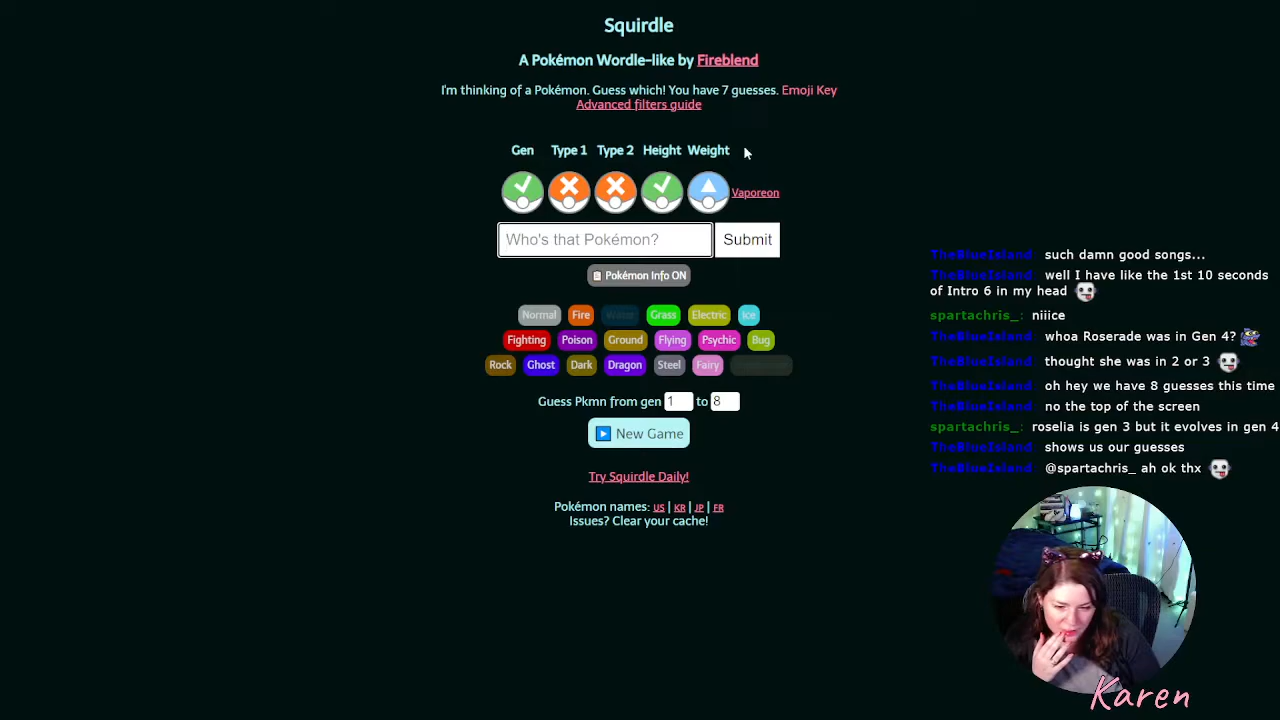 Squirdle
A Pokémon Wordle-like by Fireblend
I'm thinking of a Pokémon. Guess which! You have 7 guesses. Emoji Key
Advanced filters guide
Gen Type 1 Type 2 Height Weight
Vaporeon
Who's that Pokémon? Submit
Pokémon Info ON
Normal Fire Water Grass Electric Ice
Fighting Poison Ground Flying Psychic Bug
Rock Ghost Dark Dragon Steel Fairy
Guess Pkmn from gen 1 to 8
New Game
Try Squirdle Daily!
Pokémon names: US | KR | JP | FR
Issues? Clear your cache!
TheBlueIsland: such damn good songs...
TheBlueIsland: well I have like the 1st 10 seconds
of Intro 6 in my head
spartachris_: niiice
TheBlueIsland: whoa Roserade was in Gen 4?
TheBlueIsland: thought she was in 2 or 3
TheBlueIsland: oh hey we have 8 guesses this time
TheBlueIsland: no the top of the screen
spartachris_: roselia is gen 3 but it evolves in gen 4
TheBlueIsland: shows us our guesses
TheBlueIsland: @spartachris_ ah ok thx
Karen